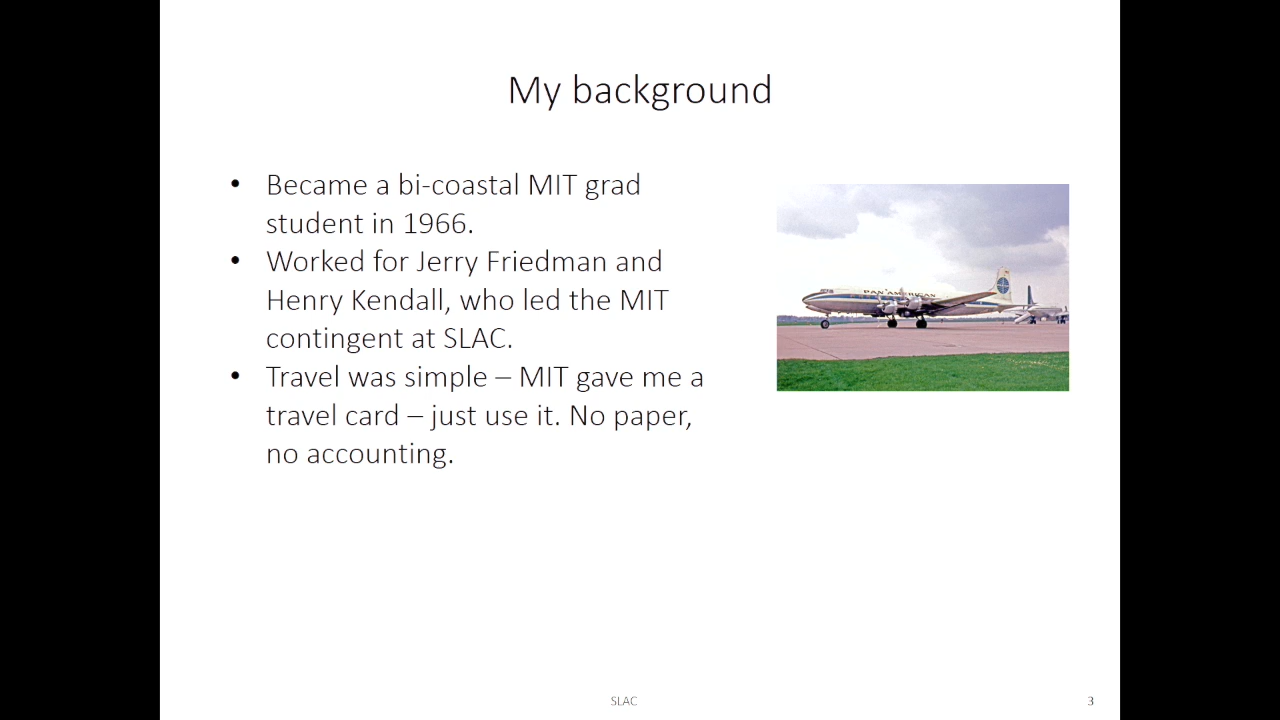 My background
• Became a bi-coastal MIT grad
student in 1966.
• Worked for Jerry Friedman and
Henry Kendall, who led the MIT
contingent at SLAC.
• Travel was simple – MIT gave me a
travel card – just use it. No paper,
no accounting.
PAN AMERICAN
SLAC
3